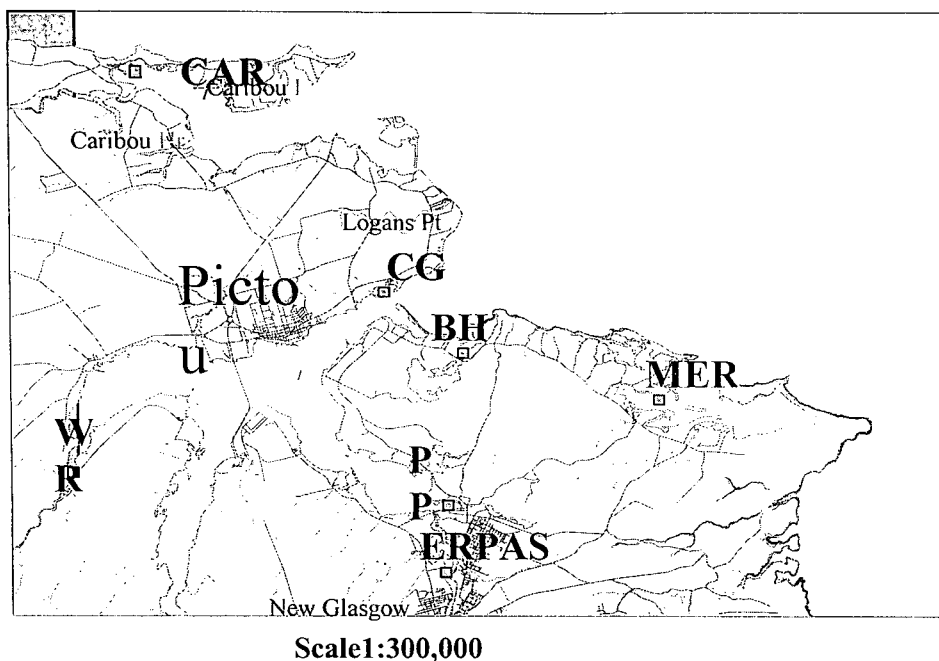 CAR
Caribou I
Caribou I
Logans Pt
CG
Picto
u
BH
MER
W
R
P
P
ERPAS
New Glasgow
Scale1:300,000